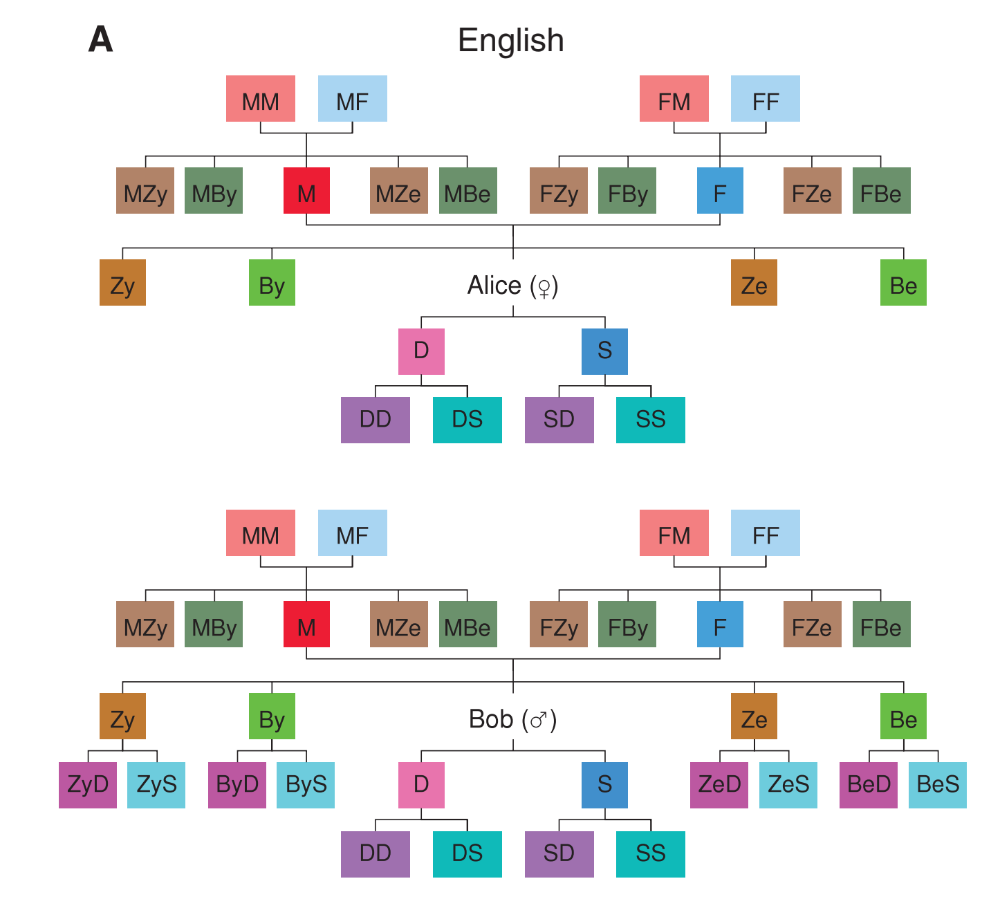 A English
MM MF FM FF
MZy MBy M MZe MBe FZy FBy F FZe FBe
Zy By Alice (♀) Ze Be
D S
DD DS SD SS
MM MF FM FF
MZy MBy M MZe MBe FZy FBy F FZe FBe
Zy By Bob (♂) Ze Be
ZyD ZyS ByD ByS D S ZeD ZeS BeD BeS
DD DS SD SS